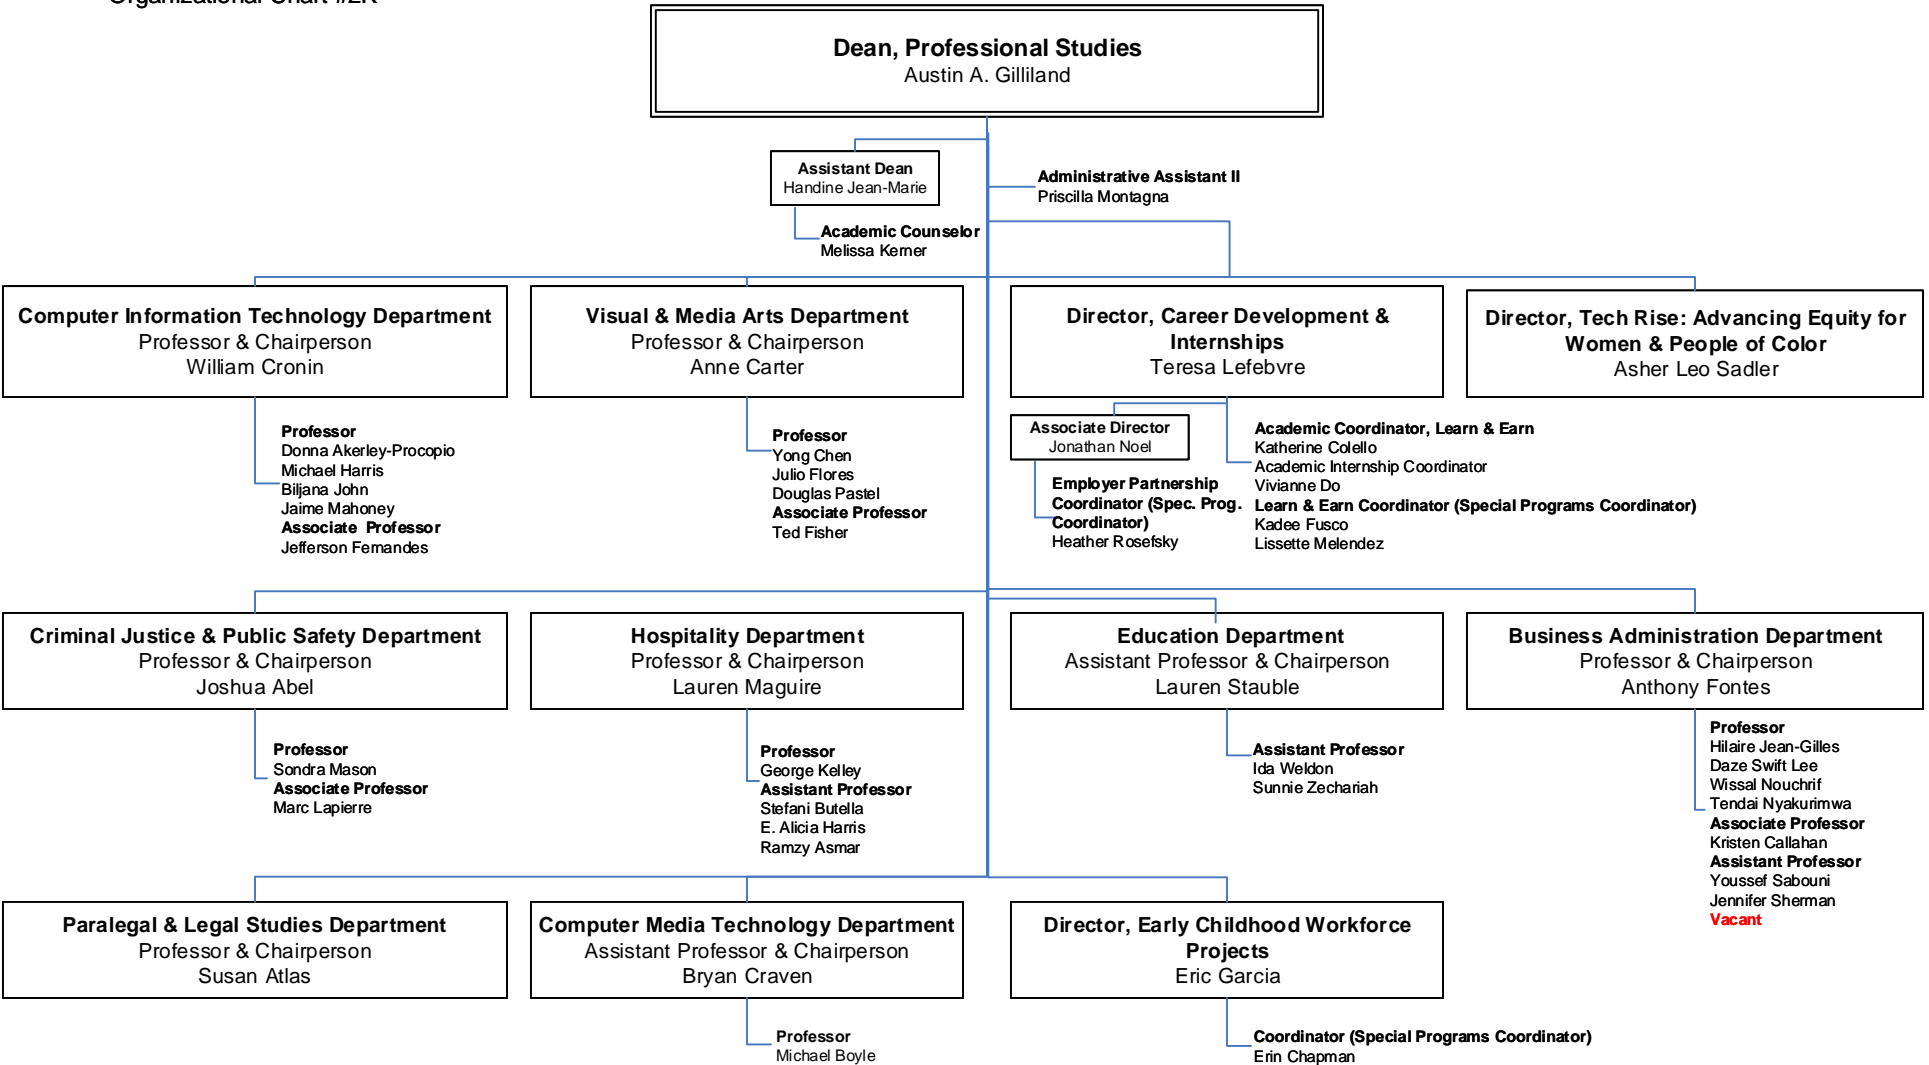 Organizational Chart #2R
Dean, Professional Studies
Austin A. Gilliland
Assistant Dean
Handine Jean-Marie
Administrative Assistant II
Priscilla Montagna
Academic Counselor
Melissa Kerner
Computer Information Technology Department
Professor & Chairperson
William Cronin
Professor
Donna Akerley-Procopio
Michael Harris
Biljana John
Jaime Mahoney
Associate Professor
Jefferson Fernandes
Visual & Media Arts Department
Professor & Chairperson
Anne Carter
Professor
Yong Chen
Julio Flores
Douglas Pastel
Associate Professor
Ted Fisher
Director, Career Development &
Internships
Teresa Lefebvre
Associate Director
Jonathan Noel
Employer Partnership
Coordinator (Spec. Prog.
Coordinator)
Heather Rosefsky
Academic Coordinator, Learn & Earn
Katherine Colello
Academic Internship Coordinator
Vivianne Do
Learn & Earn Coordinator (Special Programs Coordinator)
Kadee Fusco
Lissette Melendez
Director, Tech Rise: Advancing Equity for
Women & People of Color
Asher Leo Sadler
Criminal Justice & Public Safety Department
Professor & Chairperson
Joshua Abel
Professor
Sondra Mason
Associate Professor
Marc Lapierre
Hospitality Department
Professor & Chairperson
Lauren Maguire
Professor
George Kelley
Assistant Professor
Stefani Butella
E. Alicia Harris
Ramzy Asmar
Education Department
Assistant Professor & Chairperson
Lauren Stauble
Assistant Professor
Ida Weldon
Sunnie Zechariah
Business Administration Department
Professor & Chairperson
Anthony Fontes
Professor
Hilaire Jean-Gilles
Daze Swift Lee
Wissal Nouchrif
Tendai Nyakurimwa
Associate Professor
Kristen Callahan
Assistant Professor
Youssef Sabouni
Jennifer Sherman
Vacant
Paralegal & Legal Studies Department
Professor & Chairperson
Susan Atlas
Computer Media Technology Department
Assistant Professor & Chairperson
Bryan Craven
Professor
Michael Boyle
Director, Early Childhood Workforce
Projects
Eric Garcia
Coordinator (Special Programs Coordinator)
Erin Chapman